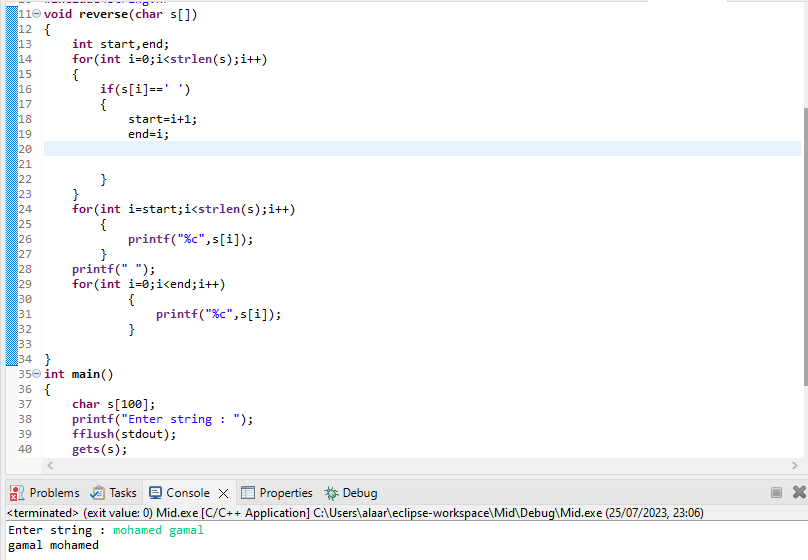 11 void reverse(char s[])
12 {
13 int start,end;
14 for(int i=0;i<strlen(s);i++)
15 {
16 if(s[i]==' ')
17 {
18 start=i+1;
19 end=i;
20
21
22 }
23 }
24 for(int i=start;i<strlen(s);i++)
25 {
26 printf("%c",s[i]);
27 }
28 printf(" ");
29 for(int i=0;i<end;i++)
30 {
31 printf("%c",s[i]);
32 }
33
34 }
35 int main()
36 {
37 char s[100];
38 printf("Enter string : ");
39 fflush(stdout);
40 gets(s);
Problems Tasks Console Properties Debug
<terminated> (exit value: 0) Mid.exe [C/C++ Application] C:\Users\alaar\eclipse-workspace\Mid\Debug\Mid.exe (25/07/2023, 23:06)
Enter string : mohamed gamal
gamal mohamed